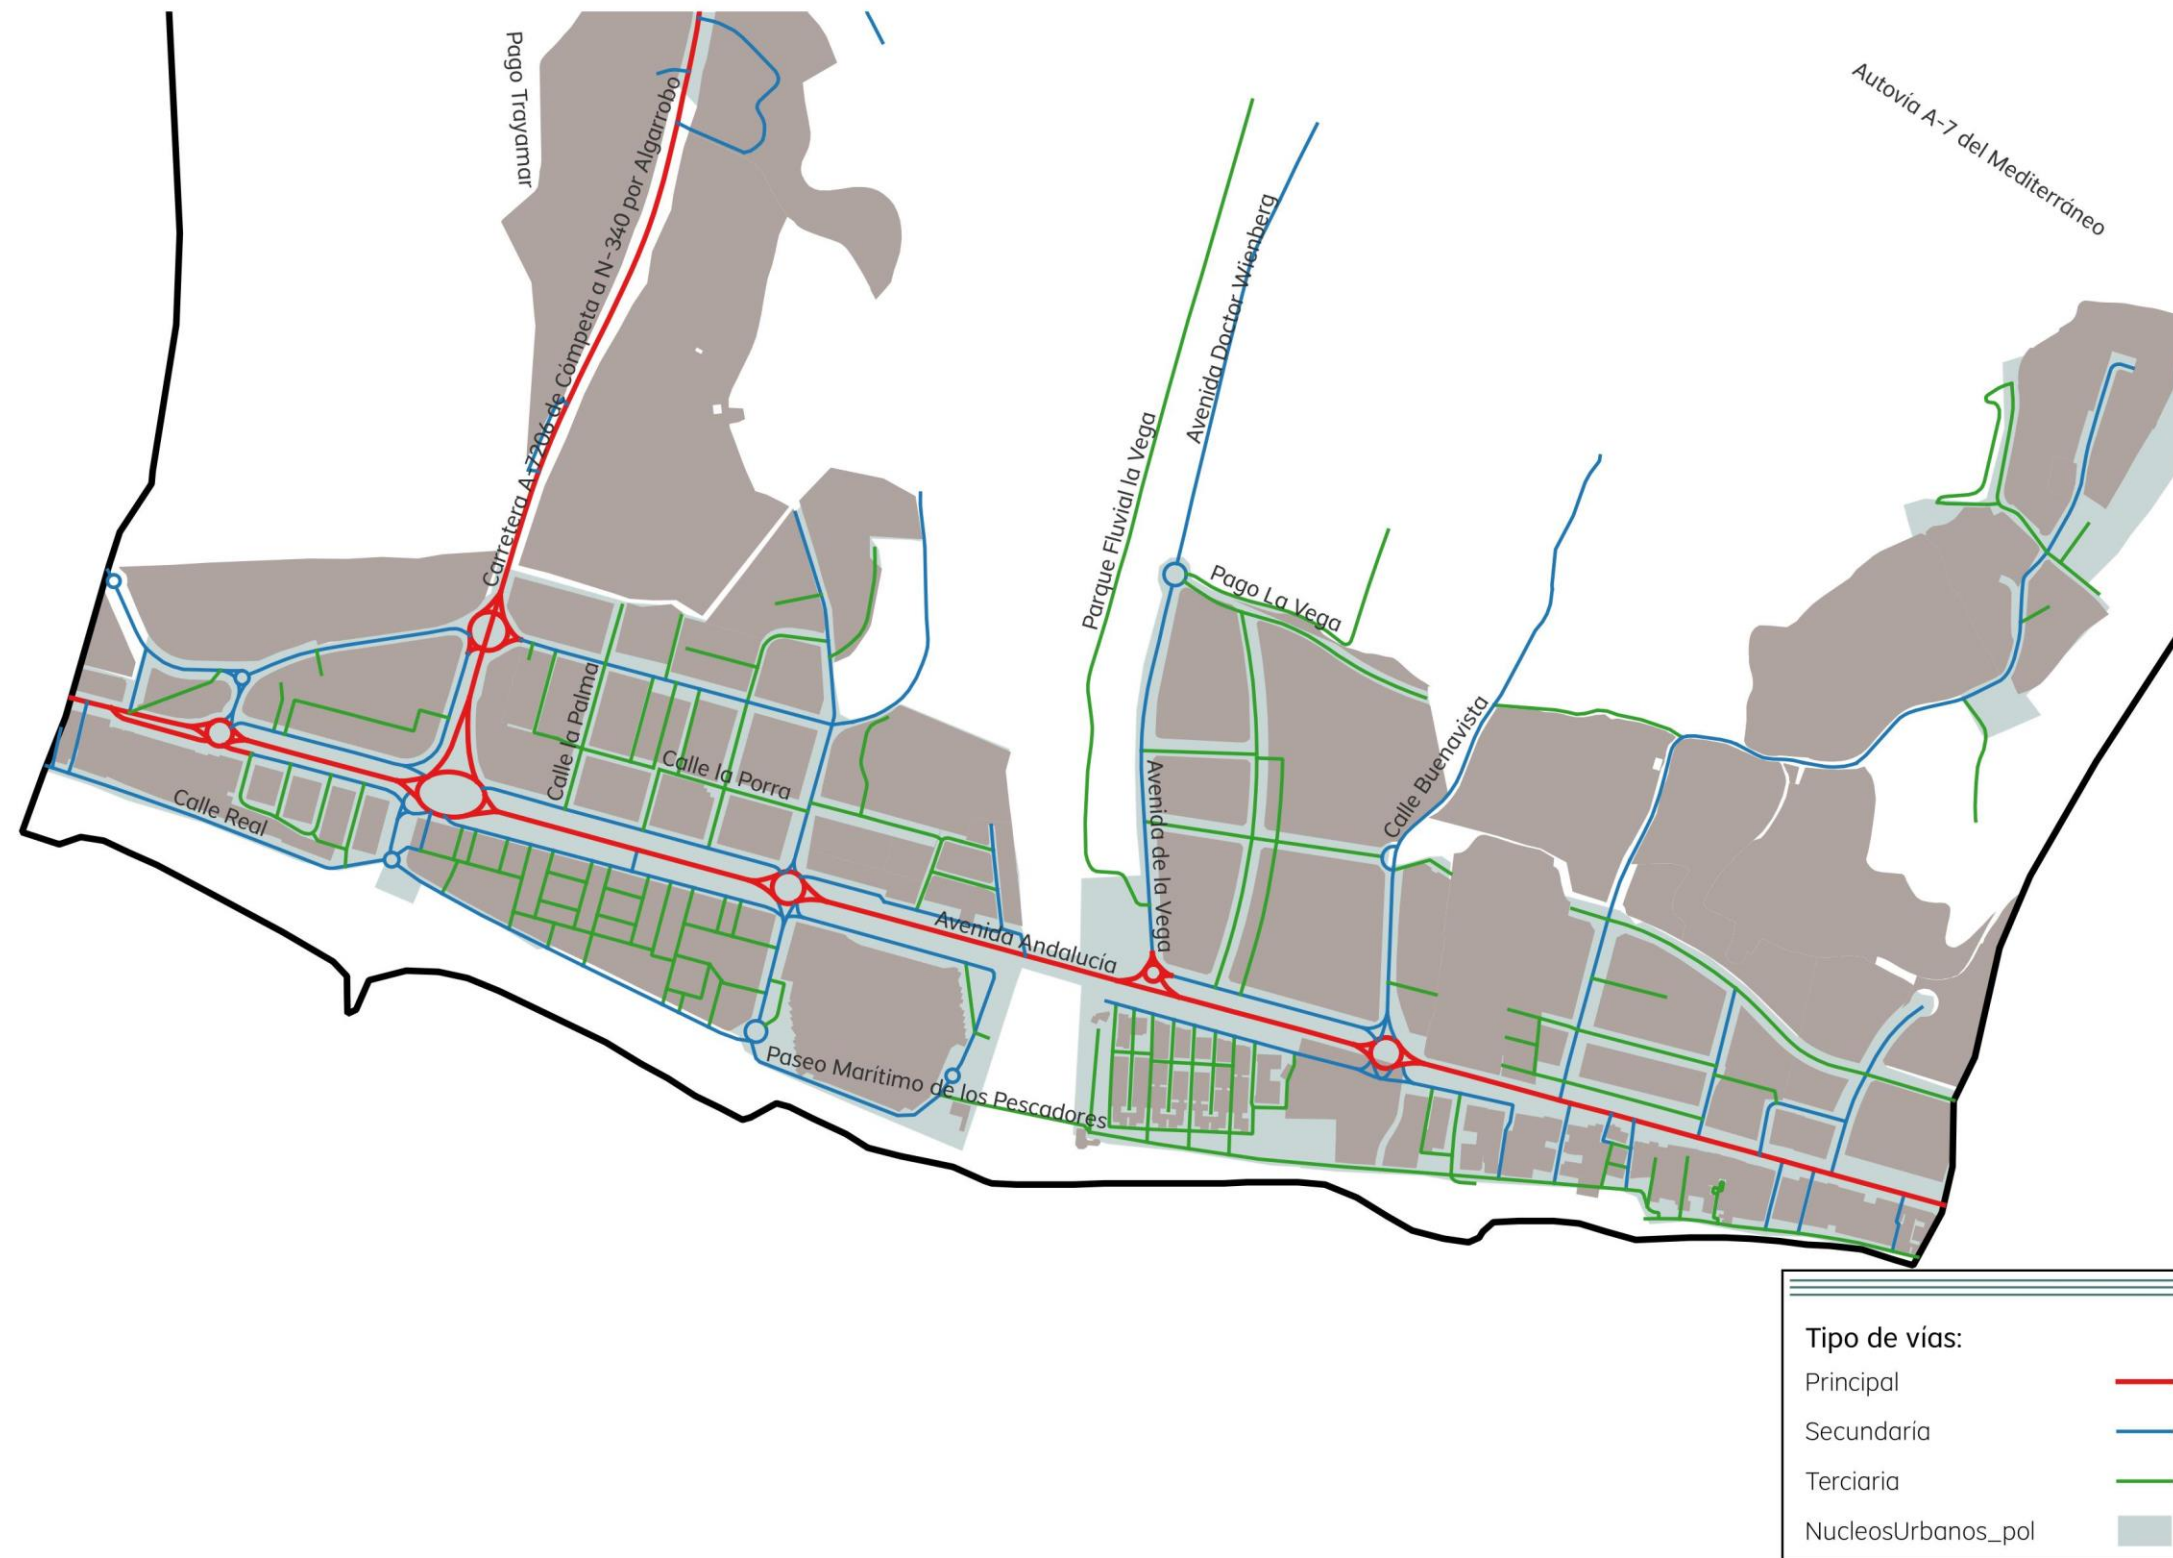 Pago Trayamar
Autovía A-7 del Mediterráneo
Carretera A-7206 de Cómpeta a N-340 por Algarrobo
Avenida Doctor Wienberg
Parque Fluvial la Vega
Pago La Vega
Calle la Palma
Calle la Porra
Calle Buenavista
Calle Real
Avenida de la Vega
Avenida Andalucía
Paseo Marítimo de los Pescadores
Tipo de vías:
Principal
Secundaria
Terciaria
NucleosUrbanos_pol